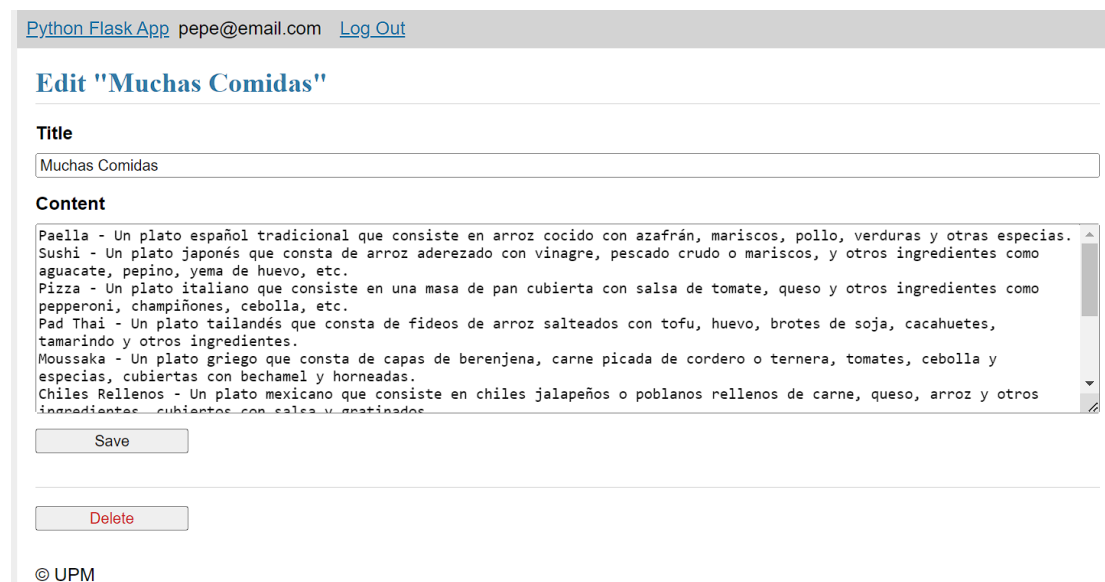 Python Flask App pepe@email.com Log Out
Edit "Muchas Comidas"
Title
Muchas Comidas
Content
Paella - Un plato español tradicional que consiste en arroz cocido con azafrán, mariscos, pollo, verduras y otras especias.
Sushi - Un plato japonés que consta de arroz aderezado con vinagre, pescado crudo o mariscos, y otros ingredientes como
aguacate, pepino, yema de huevo, etc.
Pizza - Un plato italiano que consiste en una masa de pan cubierta con salsa de tomate, queso y otros ingredientes como
pepperoni, champiñones, cebolla, etc.
Pad Thai - Un plato tailandés que consta de fideos de arroz salteados con tofu, huevo, brotes de soja, cacahuetes,
tamarindo y otros ingredientes.
Moussaka - Un plato griego que consta de capas de berenjena, carne picada de cordero o ternera, tomates, cebolla y
especias, cubiertas con bechamel y horneadas.
Chiles Rellenos - Un plato mexicano que consiste en chiles jalapeños o poblanos rellenos de carne, queso, arroz y otros
ingredientes, cubiertos con salsa y gratinados
Save
Delete
© UPM